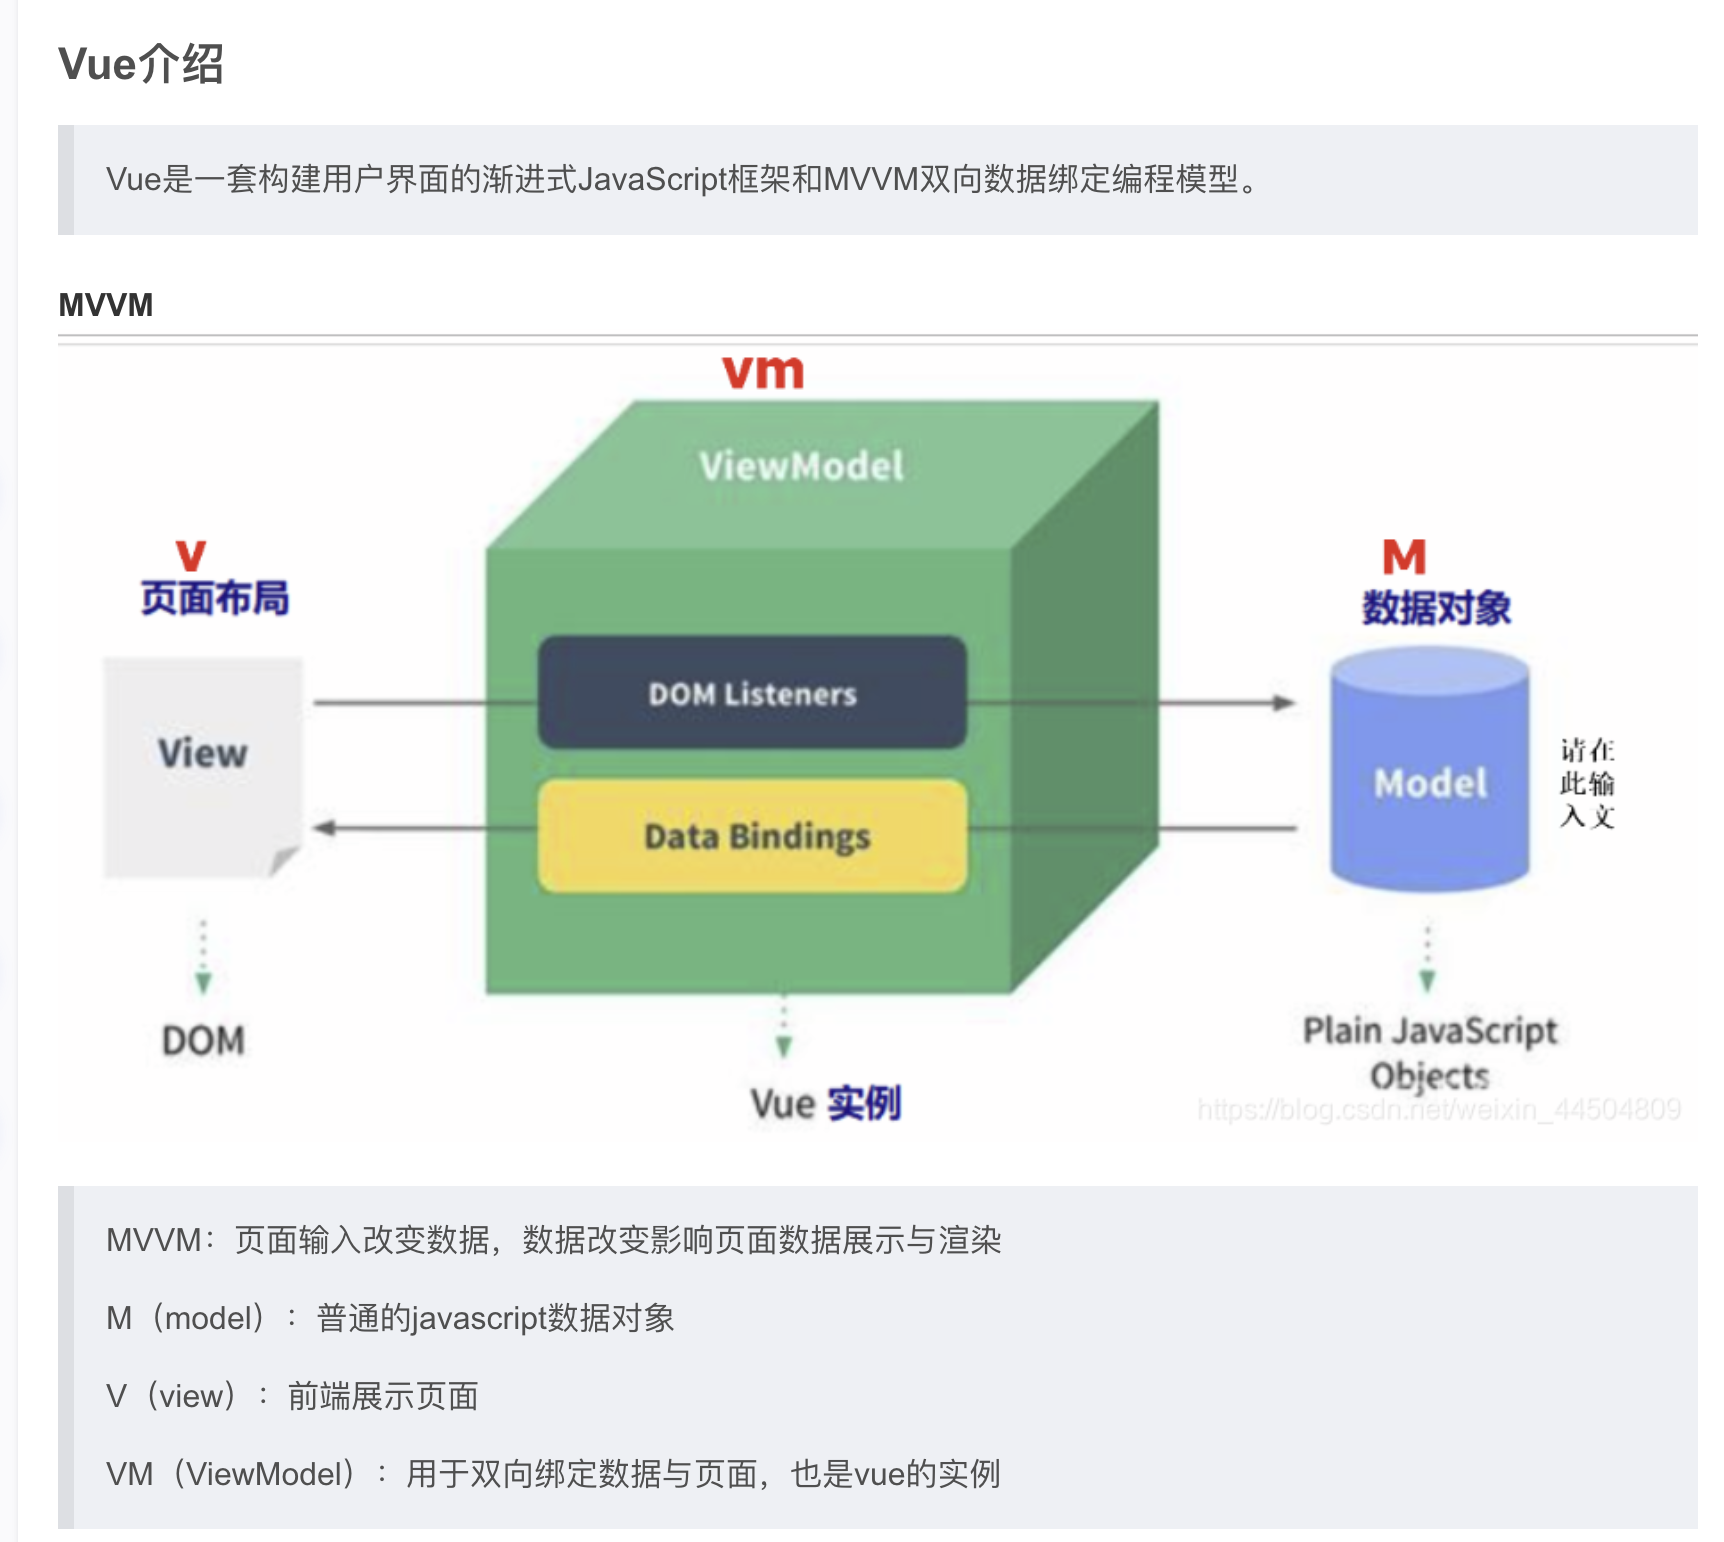 Vue介绍
Vue是一套构建用户界面的渐进式JavaScript框架和MVVM双向数据绑定编程模型。
MVVM
vm
ViewModel
V
页面布局
M
数据对象
DOM Listeners
View
Model
请在
此输
入文
Data Bindings
DOM
Vue 实例
Plain JavaScript
Objects
https://blog.csdn.net/weixin_44504809
MVVM：页面输入改变数据，数据改变影响页面数据展示与渲染
M（model）：普通的javascript数据对象
V（view）：前端展示页面
VM（ViewModel）：用于双向绑定数据与页面，也是vue的实例